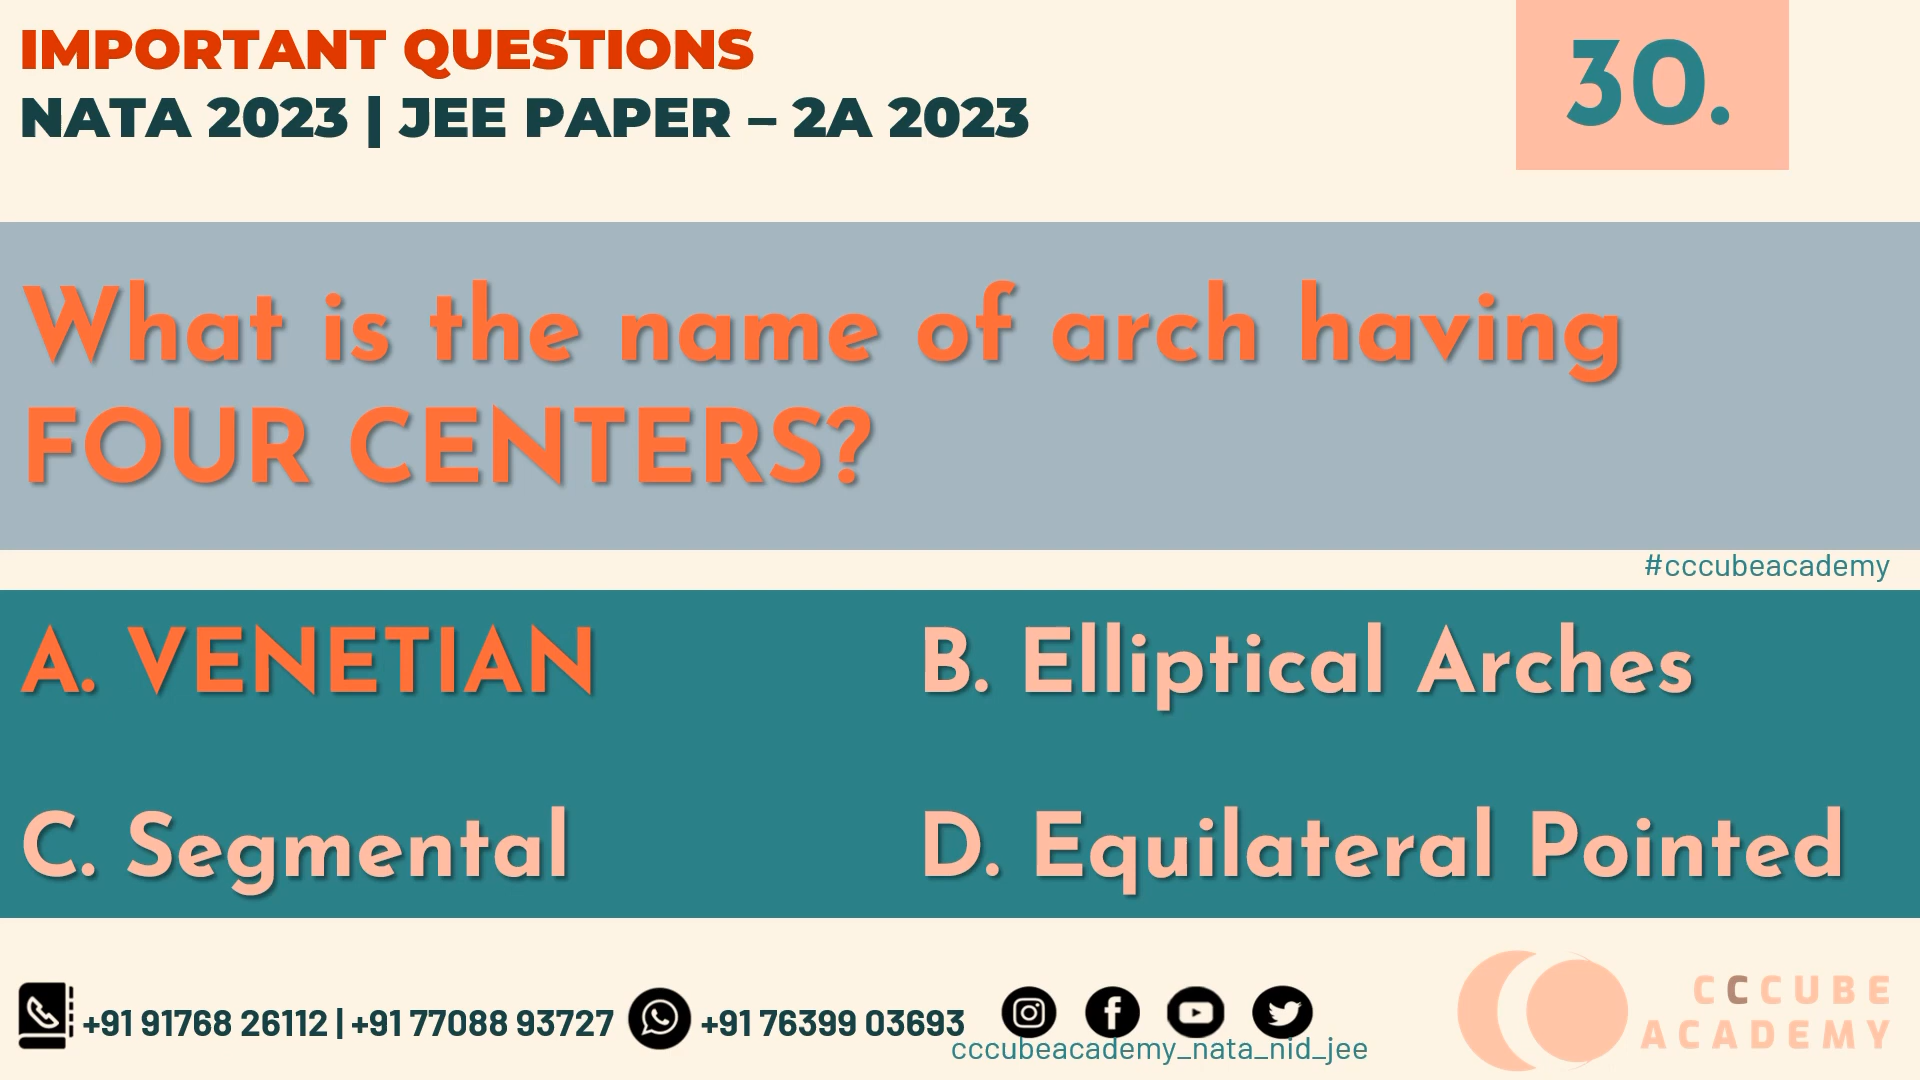 IMPORTANT QUESTIONS
NATA 2023 | JEE PAPER – 2A 2023
30.
What is the name of arch having
FOUR CENTERS?
#cccubeacademy
A. VENETIAN
B. Elliptical Arches
C. Segmental
D. Equilateral Pointed
+91 91768 26112 | +91 77088 93727
+91 76399 03693
cccubeacademy_nata_nid_jee
CCCUBE
ACADEMY